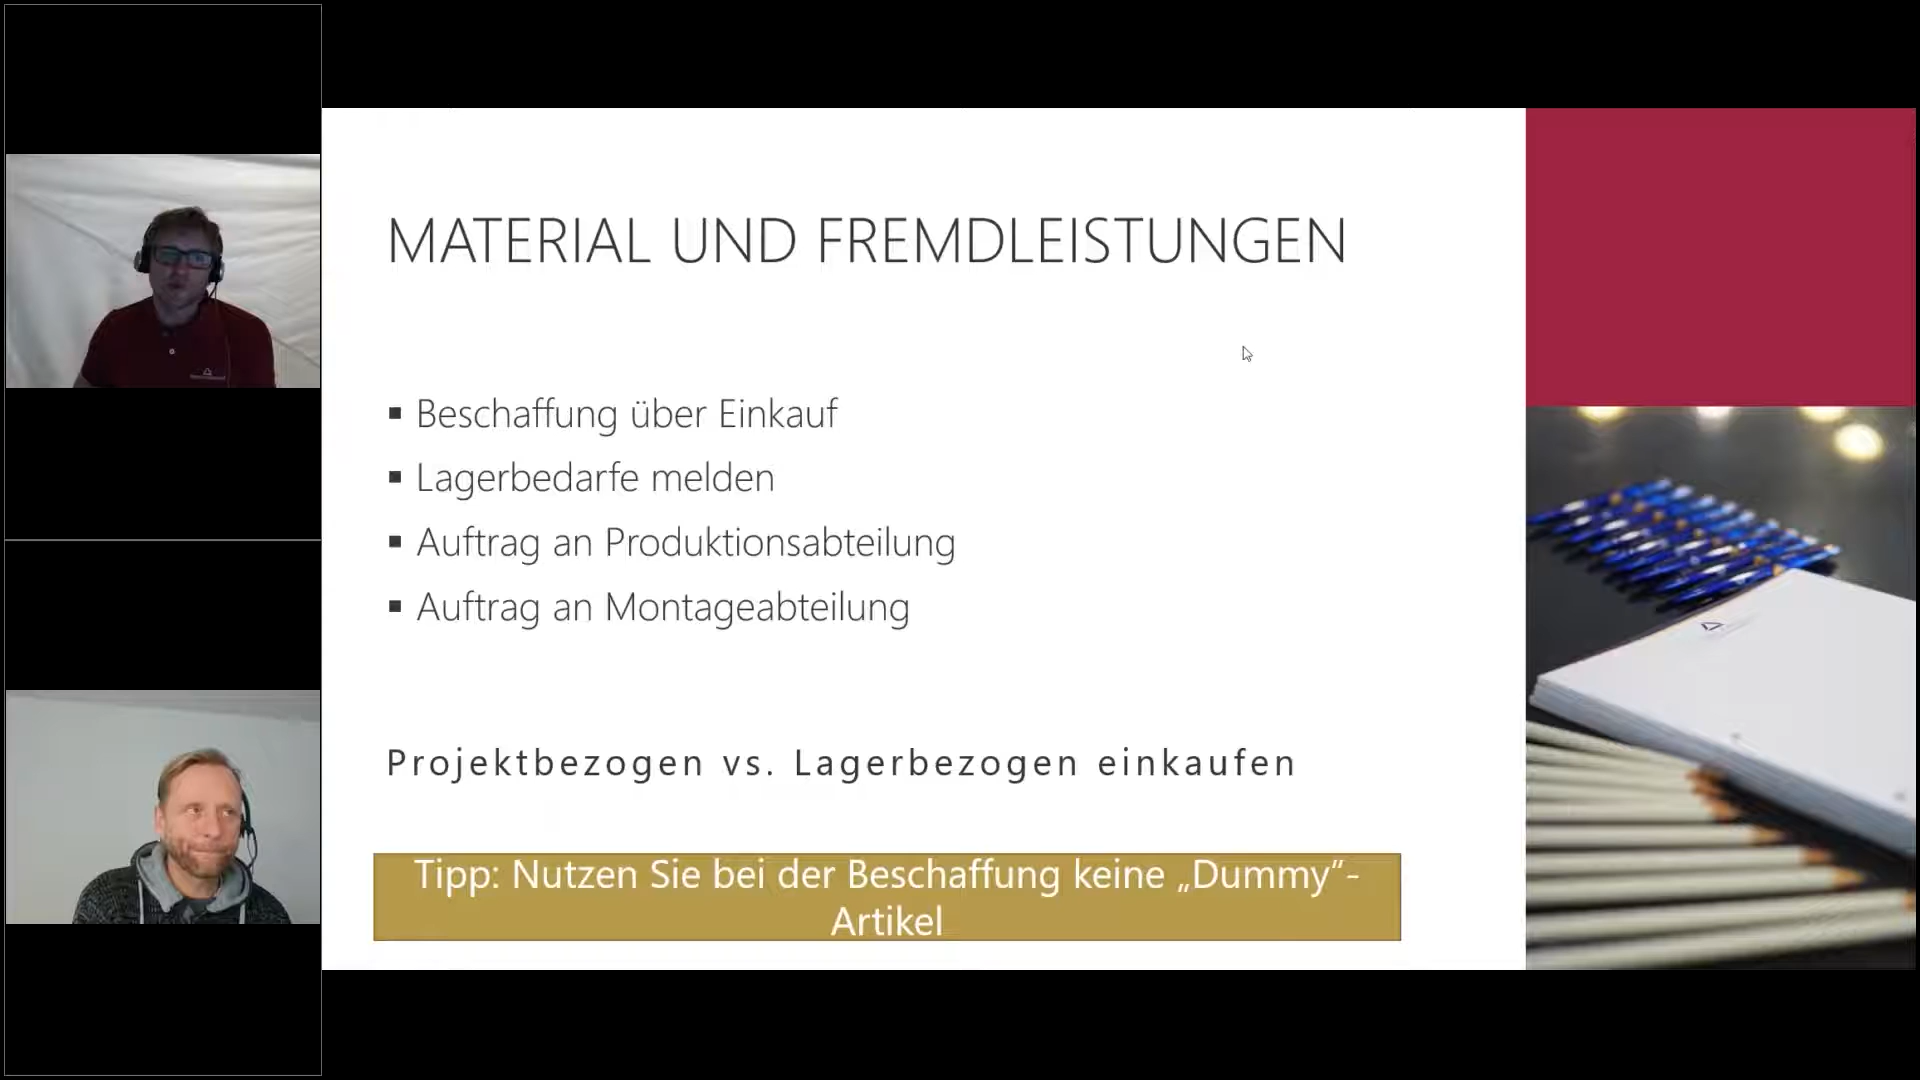 MATERIAL UND FREMDLEISTUNGEN
▪ Beschaffung über Einkauf
▪ Lagerbedarfe melden
▪ Auftrag an Produktionsabteilung
▪ Auftrag an Montageabteilung
Projektbezogen vs. Lagerbezogen einkaufen
Tipp: Nutzen Sie bei der Beschaffung keine „Dummy“-
Artikel